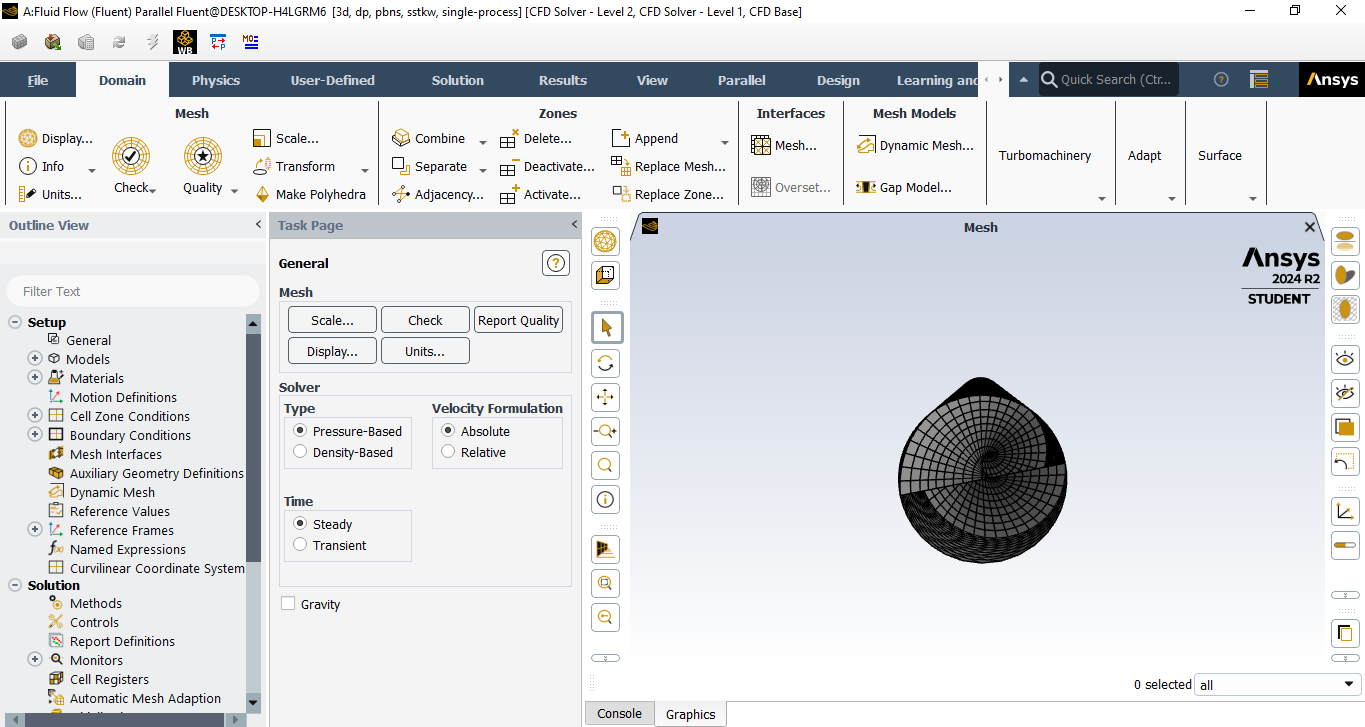 A:Fluid Flow (Fluent) Parallel Fluent@DESKTOP-H4LGRM6 [3d, dp, pbns, sstkw, single-process] [CFD Solver - Level 2, CFD Solver - Level 1, CFD Base]
WB
File Domain Physics User-Defined Solution Results View Parallel Design Learning and Quick Search (Ctr... Ansys
Mesh
Display...
Info
Units...
Check
Quality
Scale...
Transform
Make Polyhedra
Zones
Combine
Separate
Adjacency...
Delete...
Deactivate...
Activate...
Append
Replace Mesh...
Replace Zone...
Interfaces
Mesh...
Overset...
Mesh Models
Dynamic Mesh...
Gap Model...
Turbomachinery
Adapt
Surface
Outline View
Filter Text
Setup
General
Models
Materials
Motion Definitions
Cell Zone Conditions
Boundary Conditions
Mesh Interfaces
Auxiliary Geometry Definitions
Dynamic Mesh
Reference Values
Reference Frames
Named Expressions
Curvilinear Coordinate System
Solution
Methods
Controls
Report Definitions
Monitors
Cell Registers
Automatic Mesh Adaption
Task Page
General
Mesh
Scale... Check Report Quality
Display... Units...
Solver
Type
Pressure-Based
Density-Based
Velocity Formulation
Absolute
Relative
Time
Steady
Transient
Gravity
Mesh
Ansys
2024 R2
STUDENT
0 selected all
Console Graphics